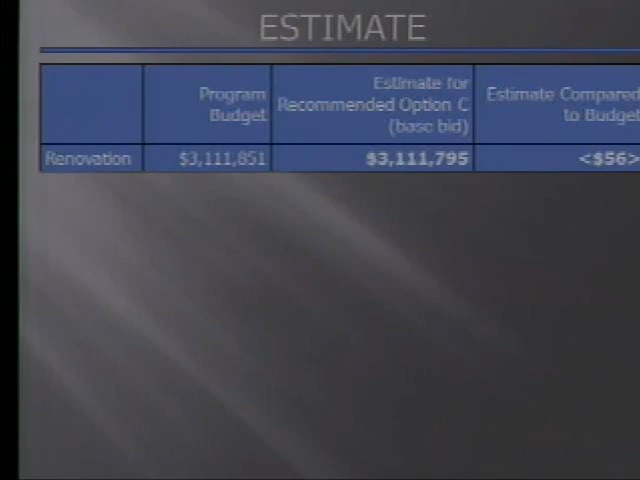 ESTIMATE
Program Budget
Estimate for Recommended Option C (base bid)
Estimate Compared to Budget
Renovation $3,111,851 $3,111,795 <$56>